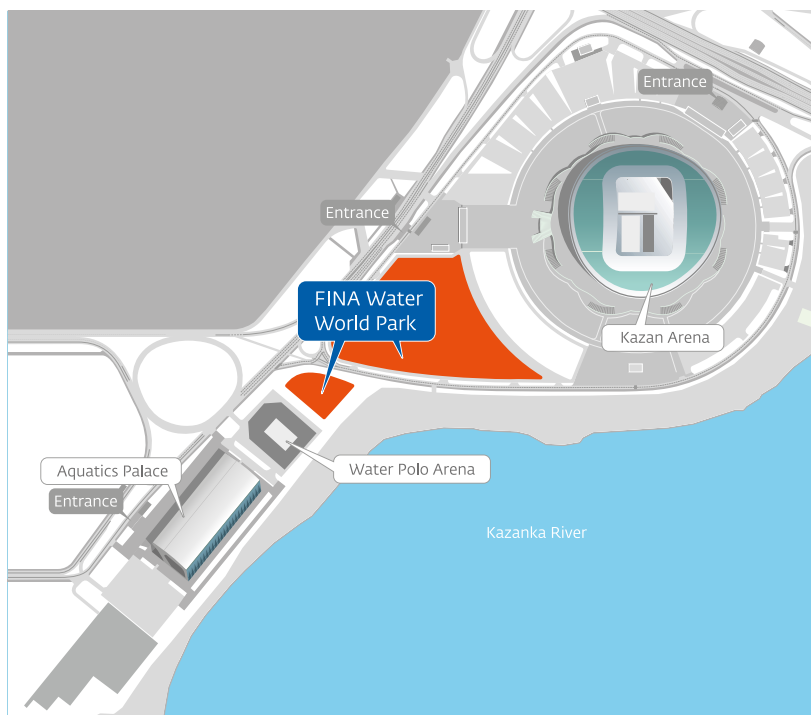 Entrance
Entrance
FINA Water
World Park
Kazan Arena
Aquatics Palace
Water Polo Arena
Entrance
Kazanka River